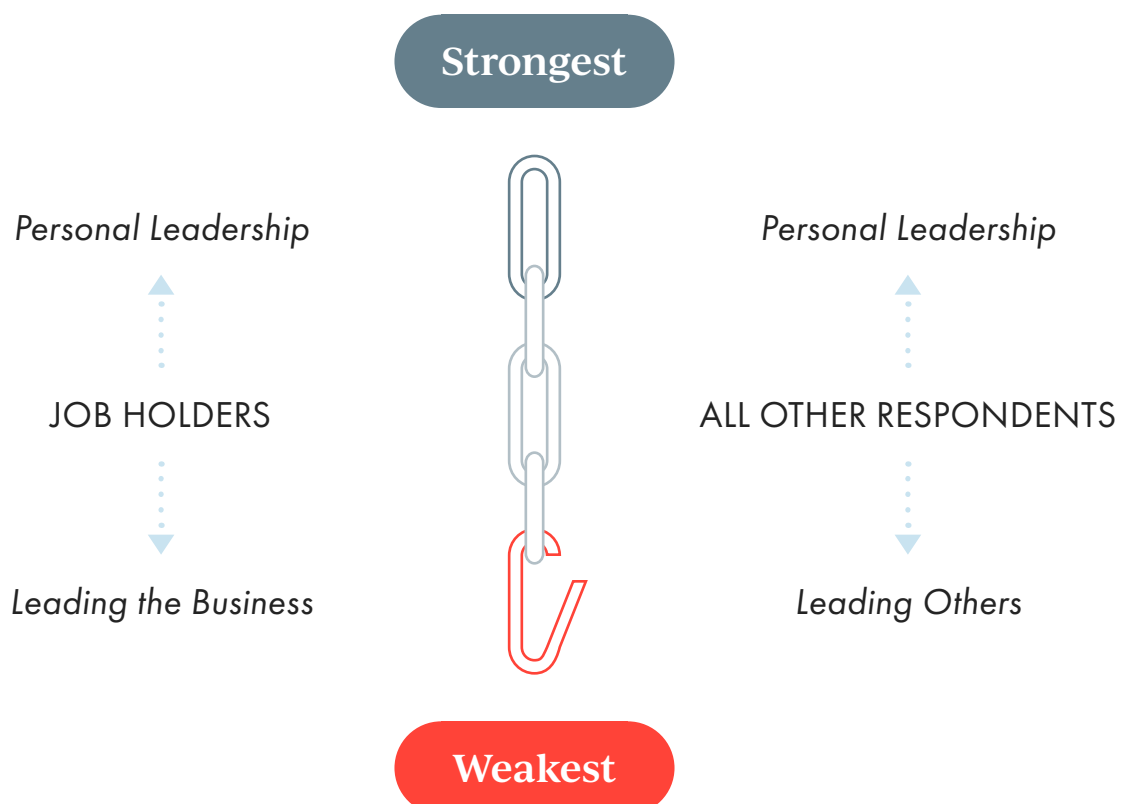 Strongest
Personal Leadership
Personal Leadership
JOB HOLDERS
ALL OTHER RESPONDENTS
Leading the Business
Leading Others
Weakest